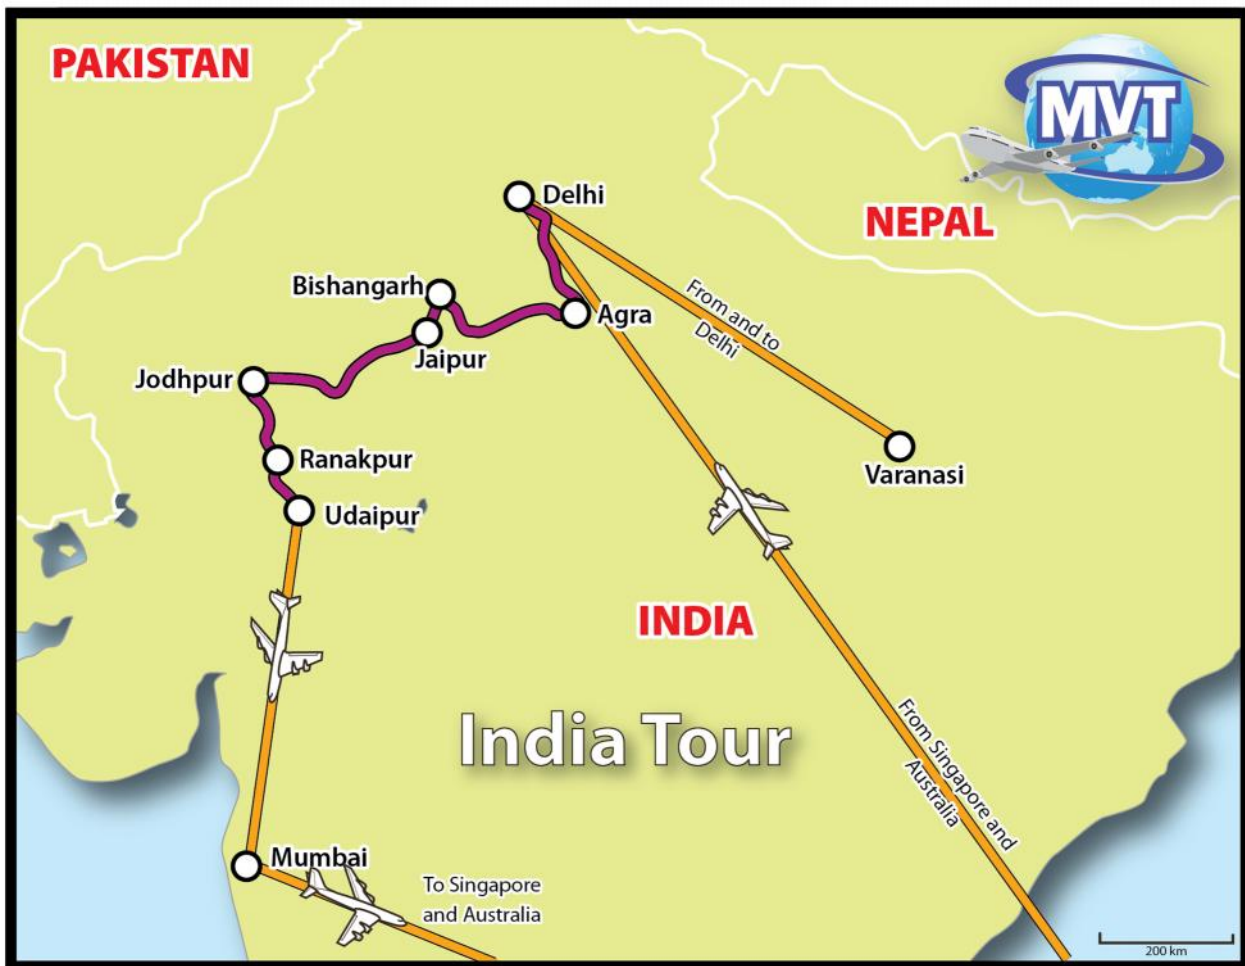 PAKISTAN
MVT
Delhi
NEPAL
Bishangarh
From and to
Delhi
Agra
Jaipur
Jodhpur
Ranakpur
Varanasi
Udaipur
INDIA
India Tour
From Singapore and
Australia
Mumbai
To Singapore
and Australia
200 km